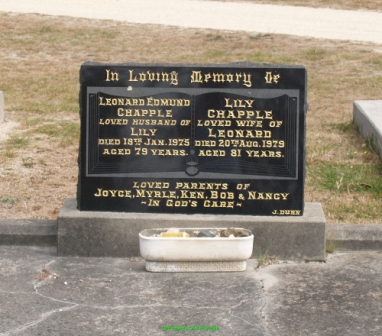 In Loving Memory Of
LEONARD EDMUND
CHAPPLE
LOVED HUSBAND OF
LILY
DIED 18TH JAN. 1975
AGED 79 YEARS.
LILY
CHAPPLE
LOVED WIFE OF
LEONARD
DIED 20TH AUG. 1979
AGED 81 YEARS.
LOVED PARENTS OF
JOYCE, MYRLE, KEN, BOB & NANCY
~ IN GOD'S CARE ~
J. DUNN